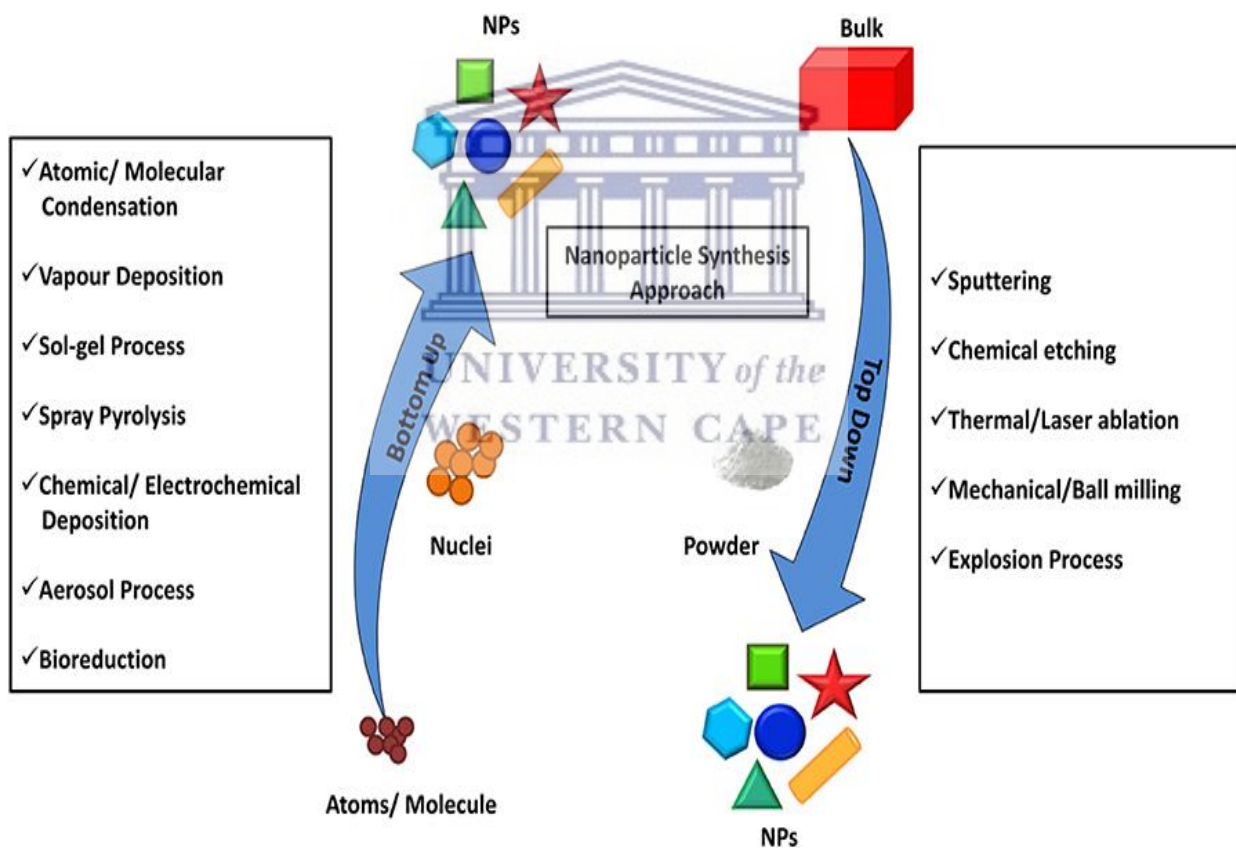 NPs
Bulk
✓Atomic/ Molecular
Condensation
✓Vapour Deposition
✓Sol-gel Process
✓Spray Pyrolysis
✓Chemical/ Electrochemical
Deposition
✓Aerosol Process
✓Bioreduction
Nanoparticle Synthesis
Approach
UNIVERSITY of the
WESTERN CAPE
Bottom Up
Top Down
✓Sputtering
✓Chemical etching
✓Thermal/Laser ablation
✓Mechanical/Ball milling
✓Explosion Process
Nuclei
Powder
Atoms/ Molecule
NPs